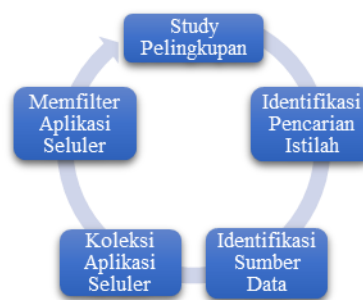 Study
Pelingkupan
Identifikasi
Pencarian
Istilah
Identifikasi
Sumber
Data
Koleksi
Aplikasi
Seluler
Memfilter
Aplikasi
Seluler